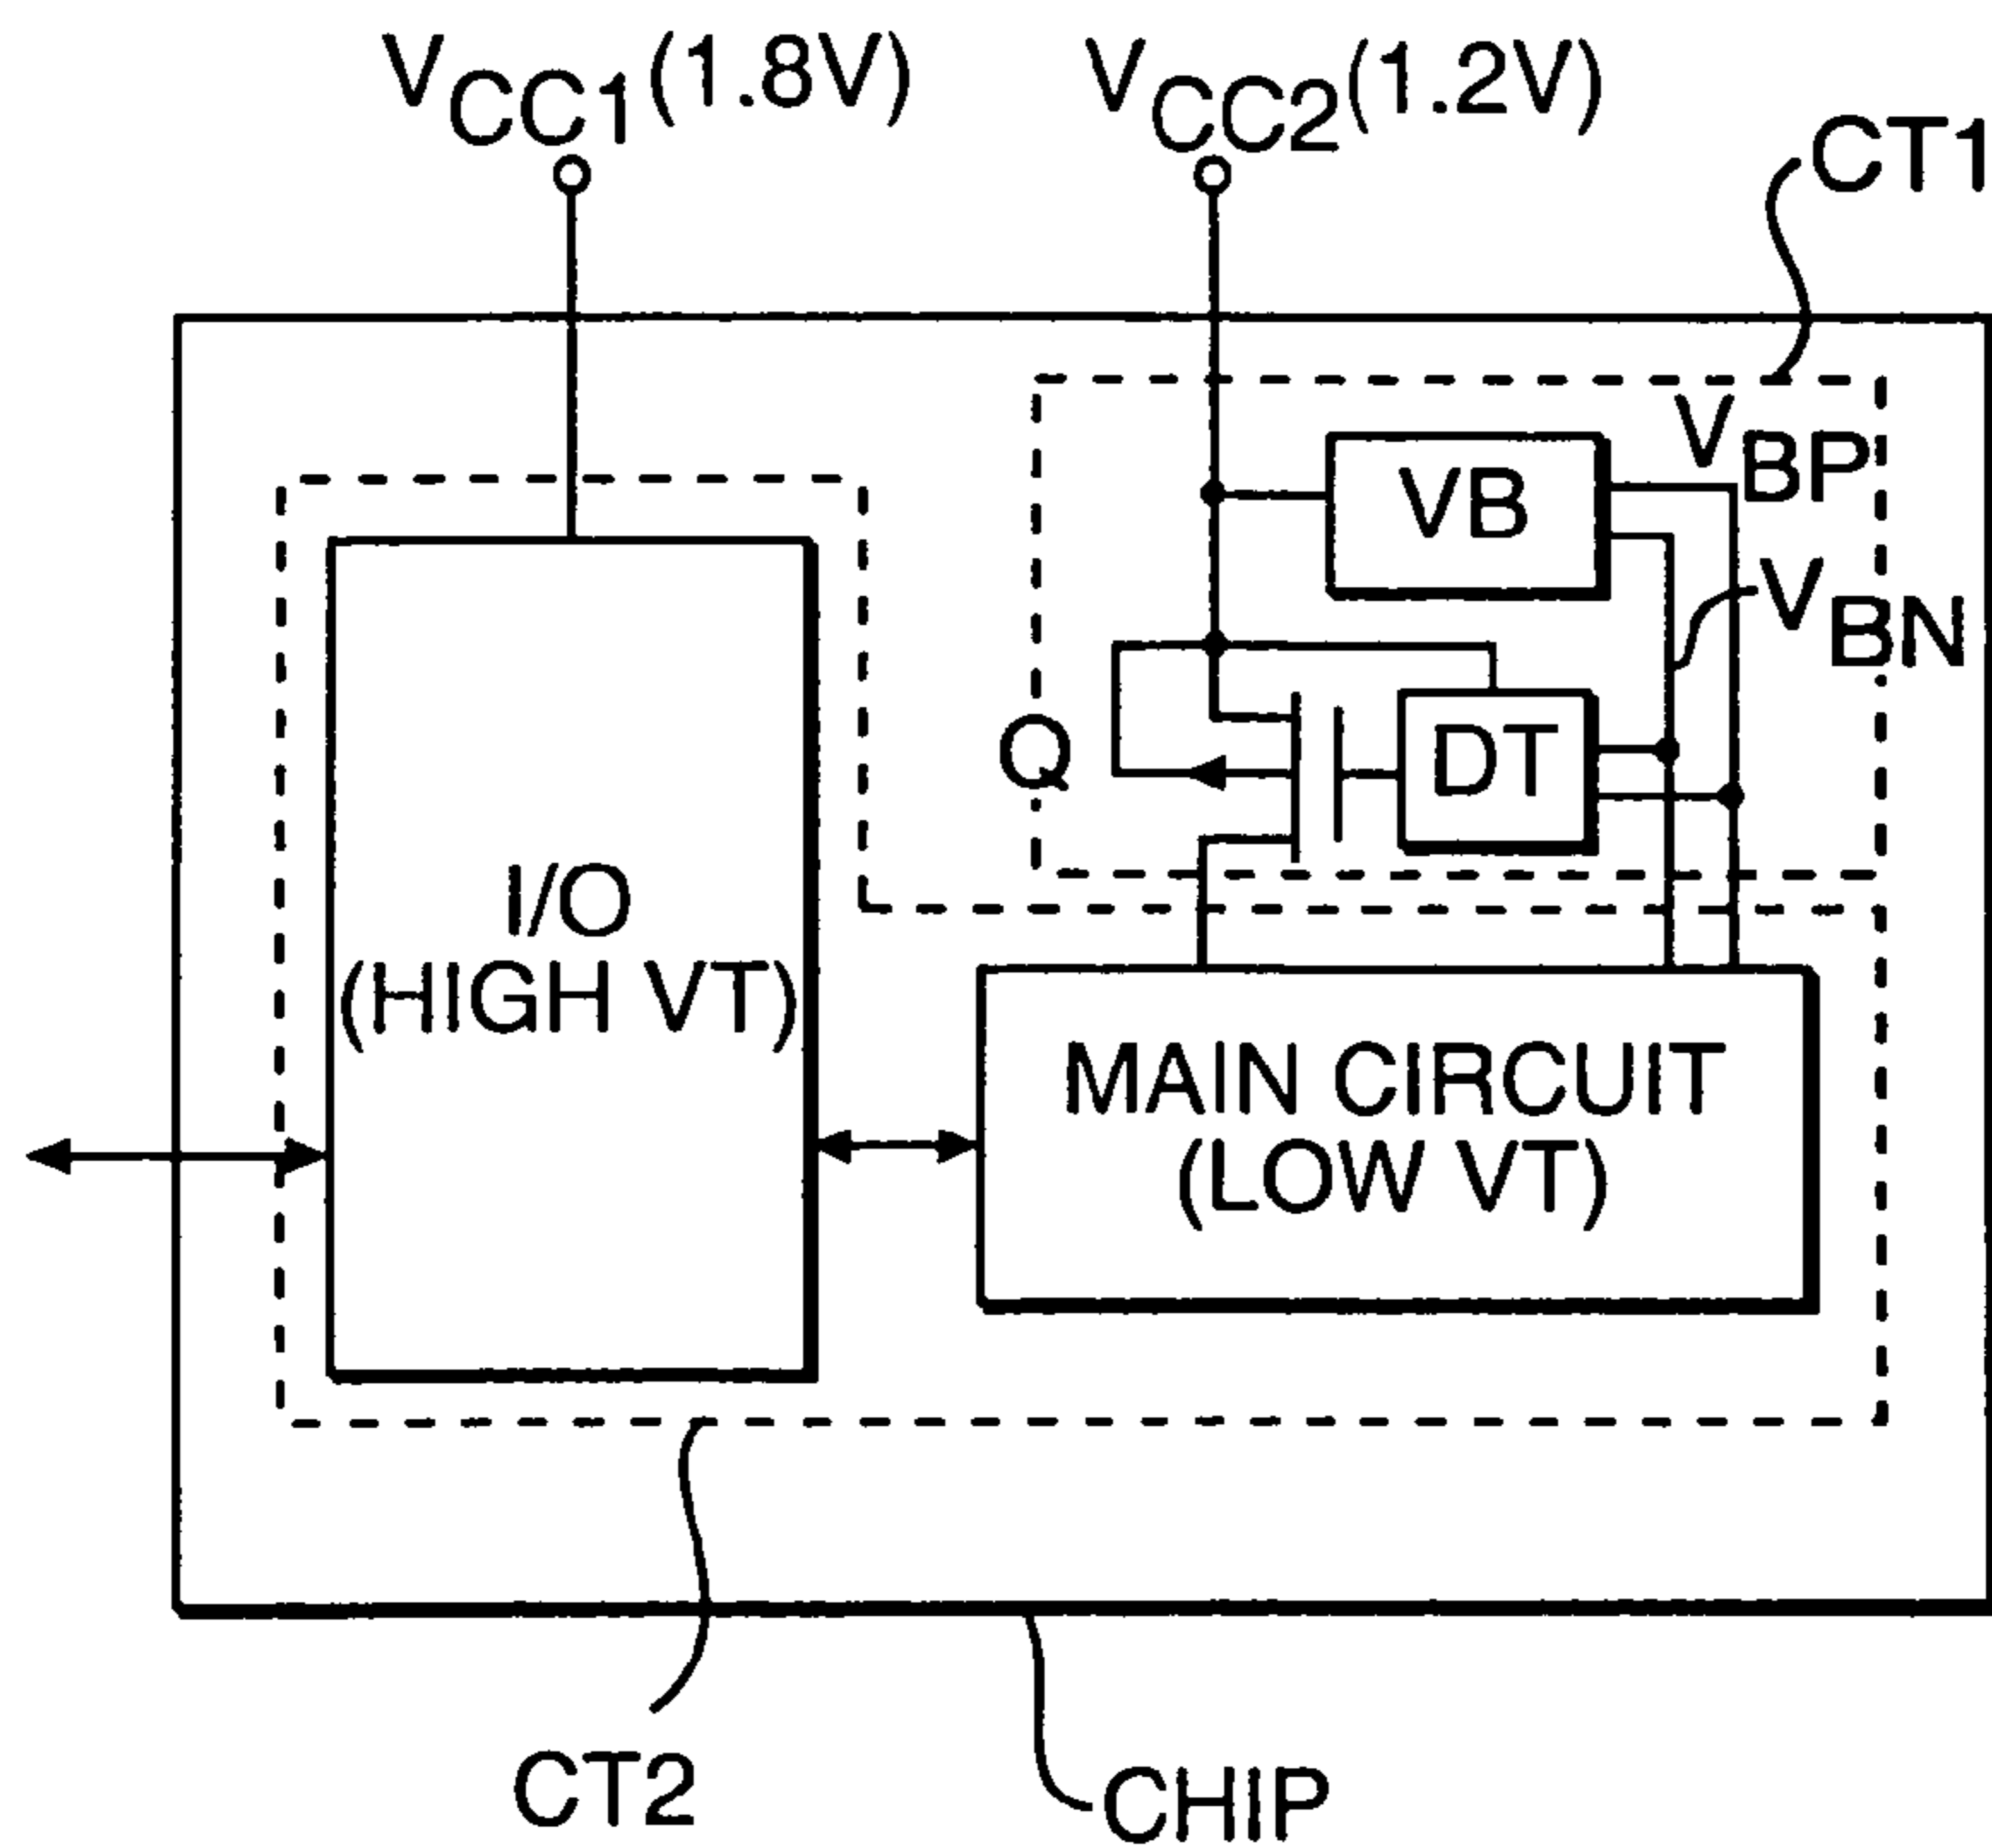 VCC1(1.8V)
VCC2(1.2V)
CT1
VBP
VB
VBN
Q
DT
I/O
(HIGH VT)
MAIN CIRCUIT
(LOW VT)
CT2
CHIP